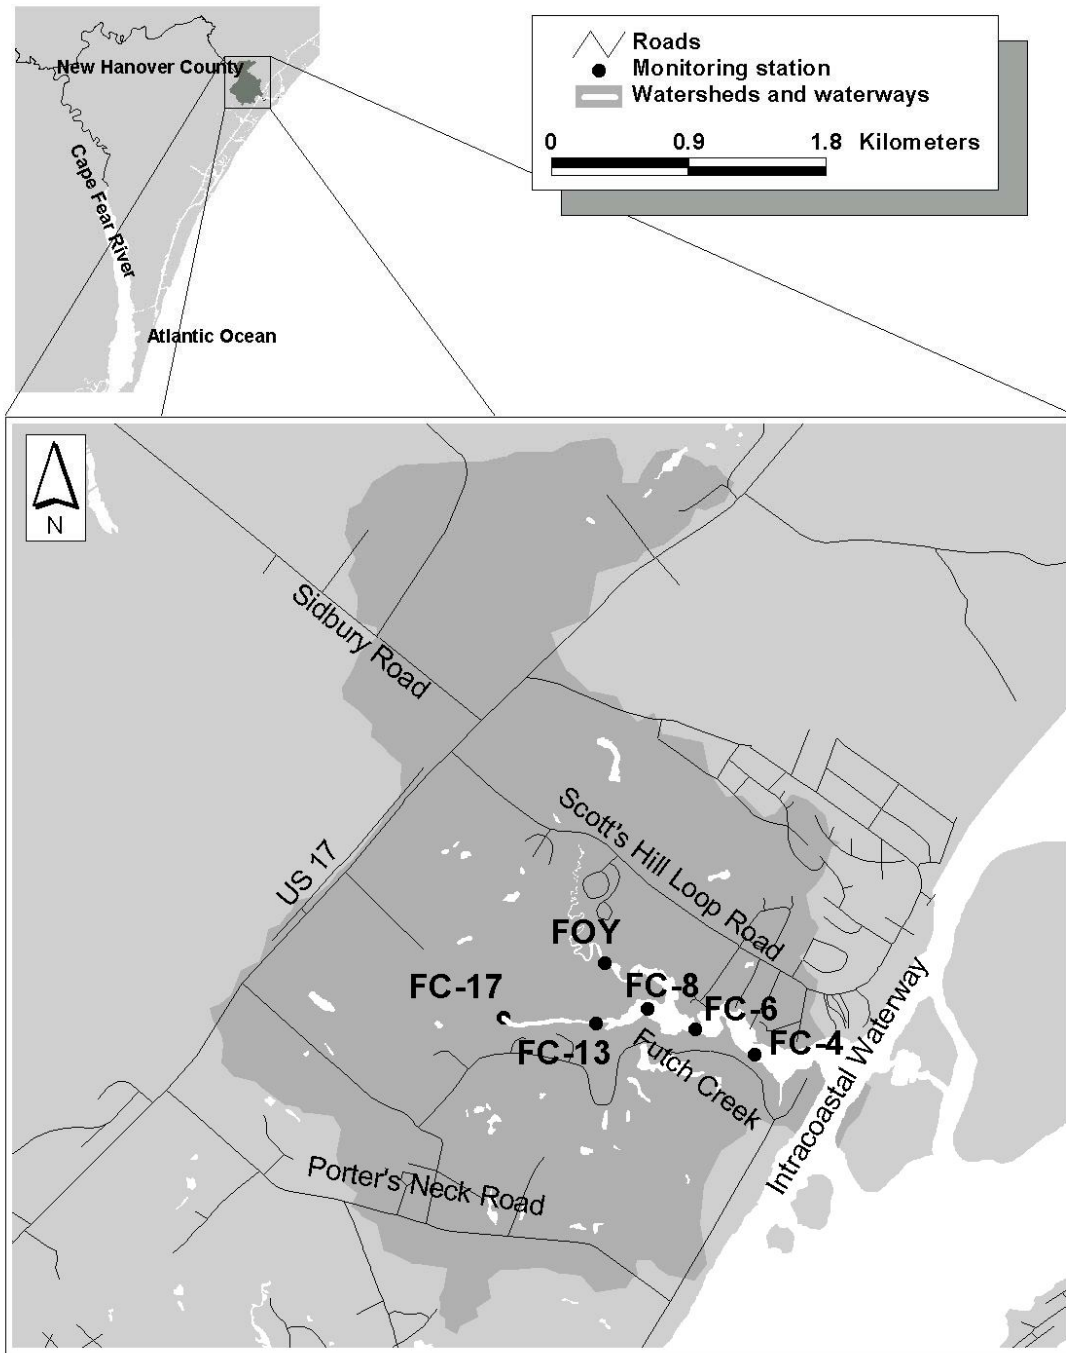 New Hanover County
Cape Fear River
Atlantic Ocean
Roads
Monitoring station
Watersheds and waterways
0 0.9 1.8 Kilometers
N
Sidbury Road
US 17
Scott's Hill Loop Road
FOY
FC-17
FC-8
FC-6
FC-13
FC-4
Futch Creek
Intracoastal Waterway
Porter's Neck Road